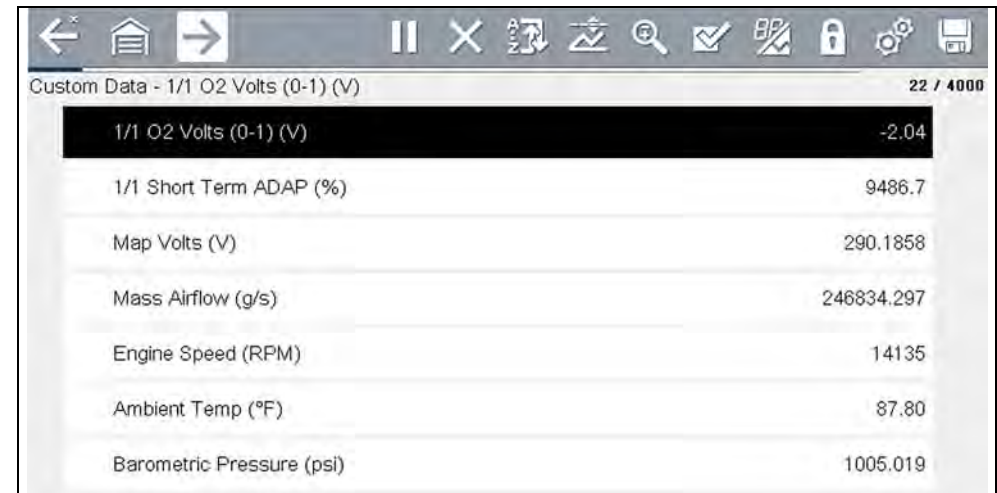 Custom Data - 1/1 O2 Volts (0-1) (V) 22 / 4000
1/1 O2 Volts (0-1) (V) -2.04
1/1 Short Term ADAP (%) 9486.7
Map Volts (V) 290.1858
Mass Airflow (g/s) 246834.297
Engine Speed (RPM) 14135
Ambient Temp (ºF) 87.80
Barometric Pressure (psi) 1005.019